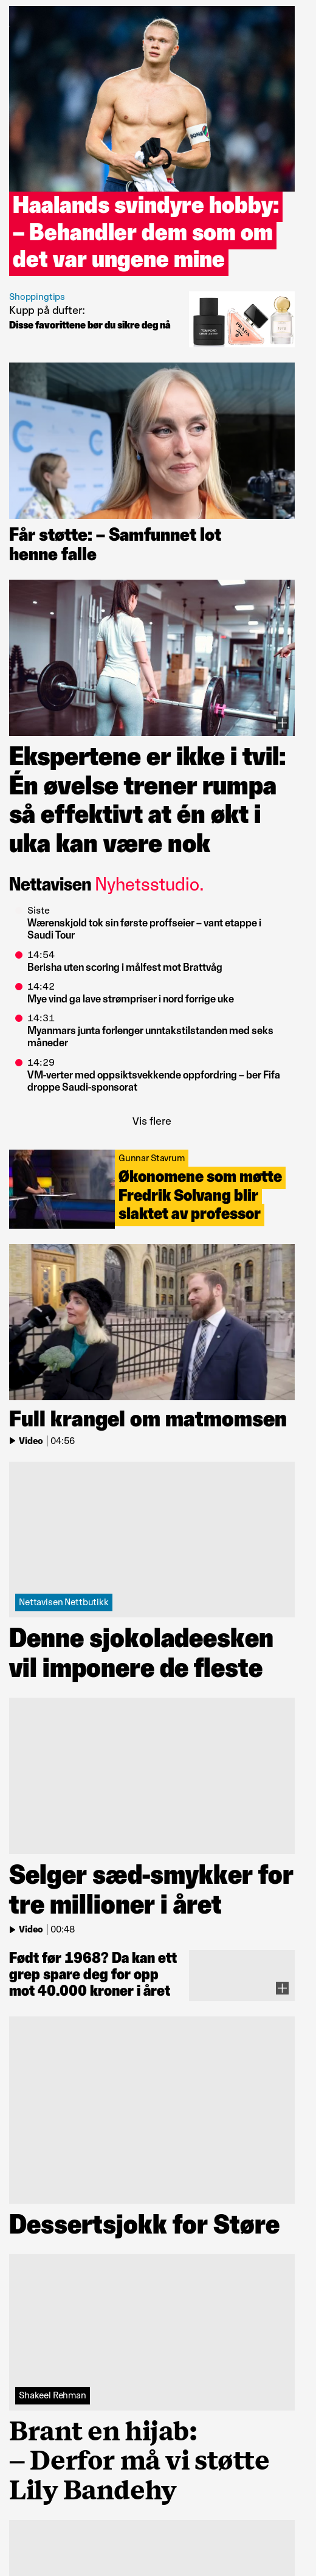 Haalands svindyre hobby:
– Behandler dem som om
det var ungene mine
Shoppingtips
Kupp på dufter:
Disse favorittene bør du sikre deg nå
TOM FORD
PRADA
Får støtte: – Samfunnet lot
henne falle
Ekspertene er ikke i tvil:
Én øvelse trener rumpa
så effektivt at én økt i
uka kan være nok
Nettavisen Nyhetsstudio.
Siste
Wærenskjold tok sin første proffseier – vant etappe i
Saudi Tour
14:54
Berisha uten scoring i målfest mot Brattvåg
14:42
Mye vind ga lave strømpriser i nord forrige uke
14:31
Myanmars junta forlenger unntakstilstanden med seks
måneder
14:29
VM-verter med oppsiktsvekkende oppfordring – ber Fifa
droppe Saudi-sponsorat
Vis flere
Gunnar Stavrum
Økonomene som møtte
Fredrik Solvang blir
slaktet av professor
Full krangel om matmomsen
Video | 04:56
Nettavisen Nettbutikk
Denne sjokoladeesken
vil imponere de fleste
Selger sæd-smykker for
tre millioner i året
Video | 00:48
Født før 1968? Da kan ett
grep spare deg for opp
mot 40.000 kroner i året
Dessertsjokk for Støre
Shakeel Rehman
Brant en hijab:
– Derfor må vi støtte
Lily Bandehy